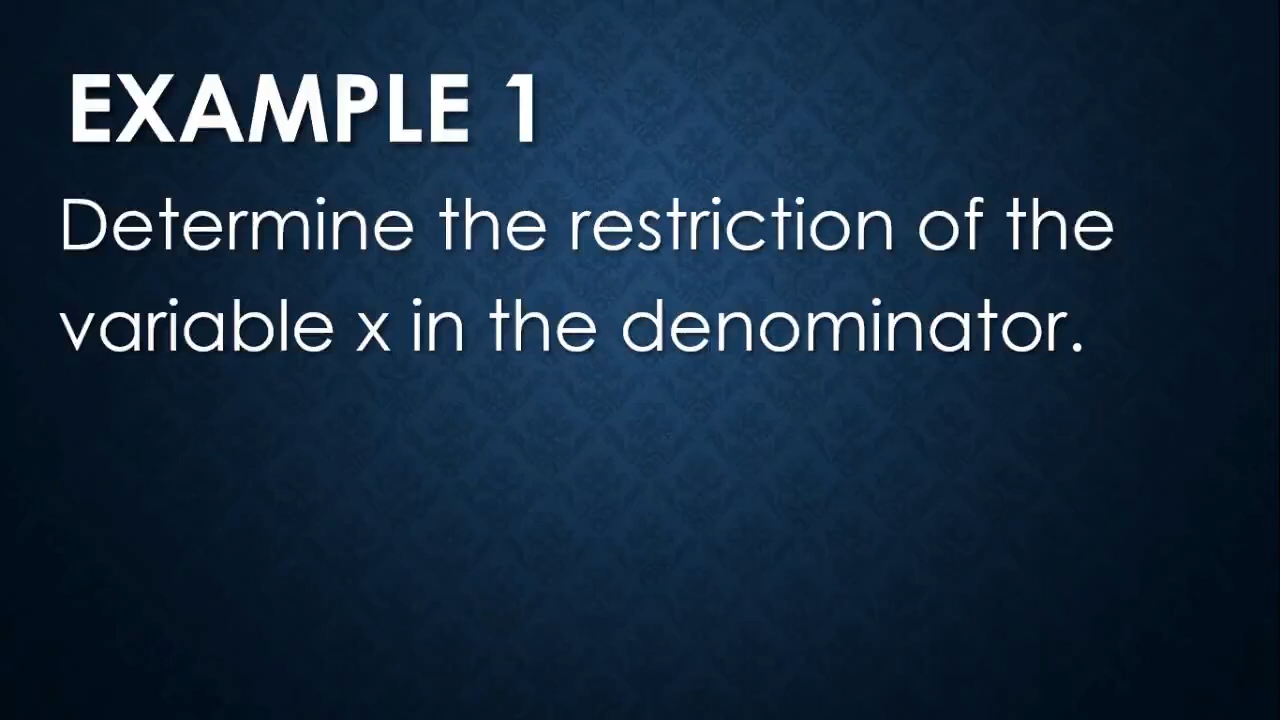 EXAMPLE 1
Determine the restriction of the
variable x in the denominator.